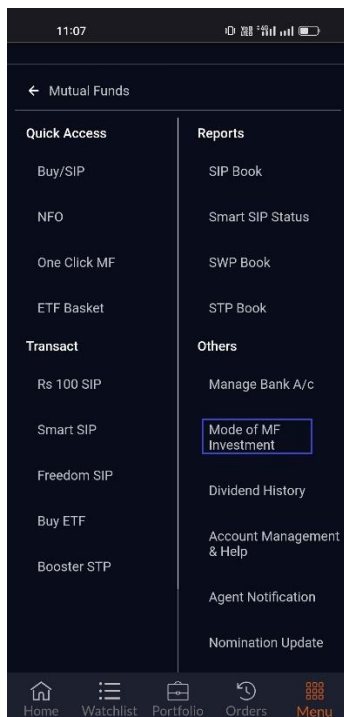 11:07
Mutual Funds
Quick Access
Buy/SIP
NFO
One Click MF
ETF Basket
Transact
Rs 100 SIP
Smart SIP
Freedom SIP
Buy ETF
Booster STP
Reports
SIP Book
Smart SIP Status
SWP Book
STP Book
Others
Manage Bank A/c
Mode of MF
Investment
Dividend History
Account Management
& Help
Agent Notification
Nomination Update
Home Watchlist Portfolio Orders Menu